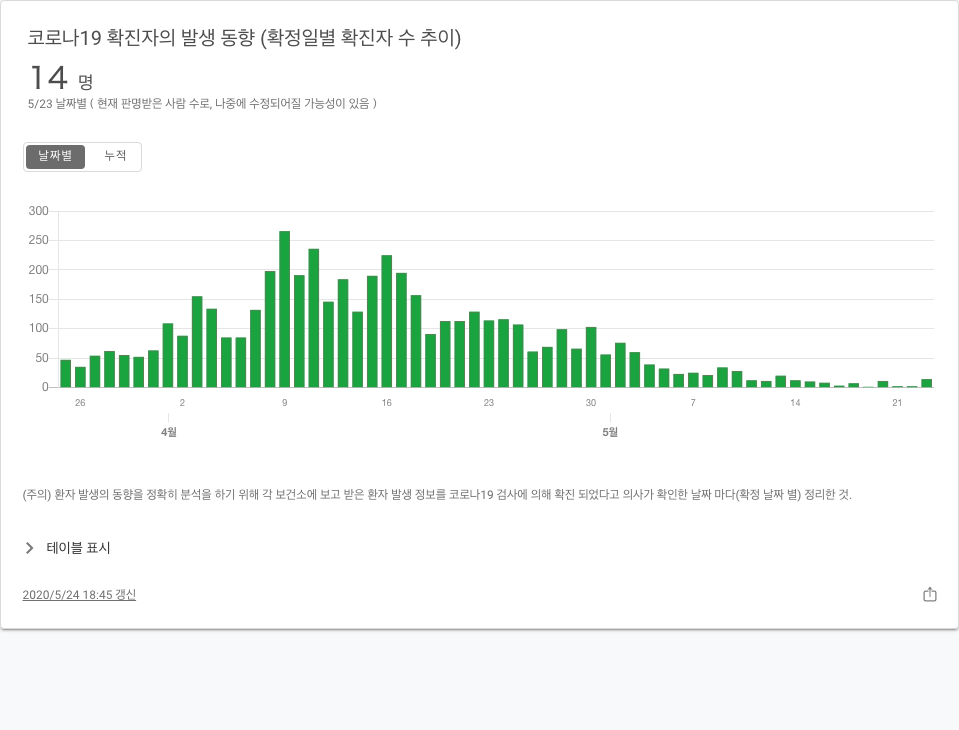 코로나19 확진자의 발생 동향 (확정일별 확진자 수 추이)
14 명
5/23 날짜별 ( 현재 판명받은 사람 수로, 나중에 수정되어질 가능성이 있음 )
날짜별 누적
300
250
200
150
100
50
0
26 2 9 16 23 30 7 14 21
4월 5월
(주의) 환자 발생의 동향을 정확히 분석을 하기 위해 각 보건소에 보고 받은 환자 발생 정보를 코로나19 검사에 의해 확진 되었다고 의사가 확인한 날짜 마다(확정 날짜 별) 정리한 것.
테이블 표시
2020/5/24 18:45 갱신